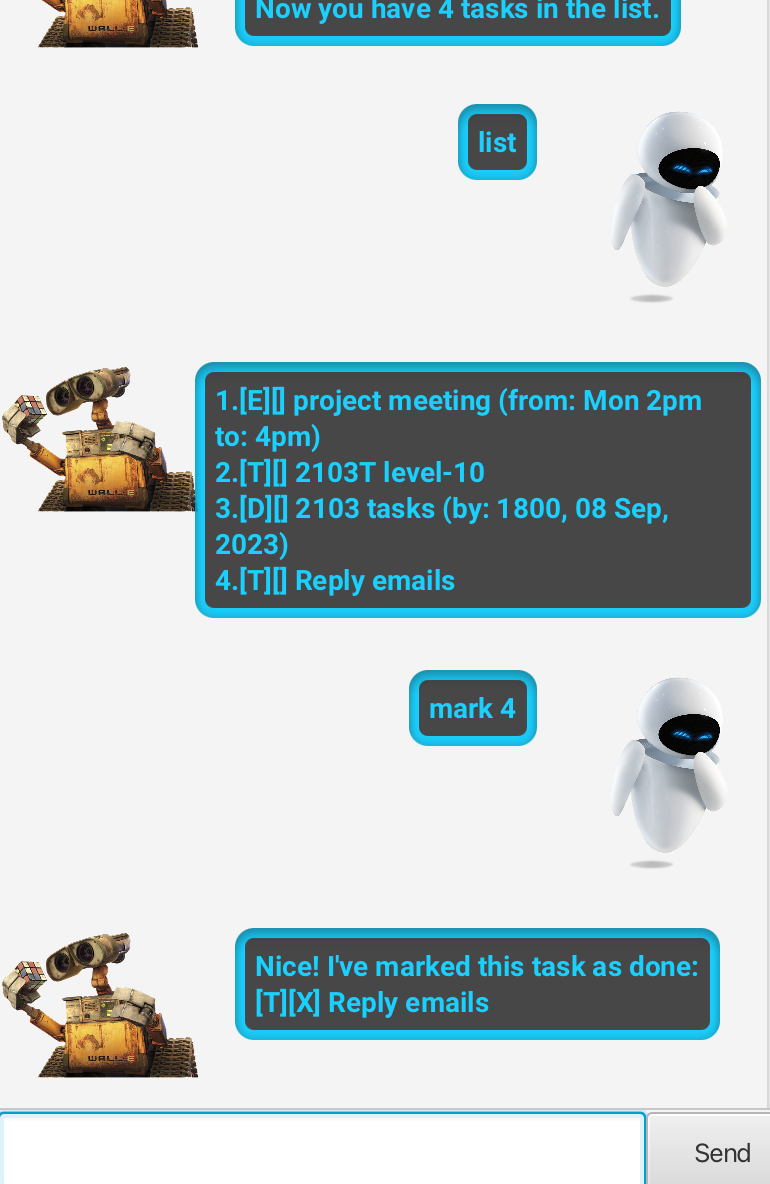 Now you have 4 tasks in the list.
WALL·E
list
1.[E][] project meeting (from: Mon 2pm
to: 4pm)
2.[T][] 2103T level-10
3.[D][] 2103 tasks (by: 1800, 08 Sep,
2023)
4.[T][] Reply emails
WALL·E
mark 4
Nice! I've marked this task as done:
[T][X] Reply emails
WALL·E
Send